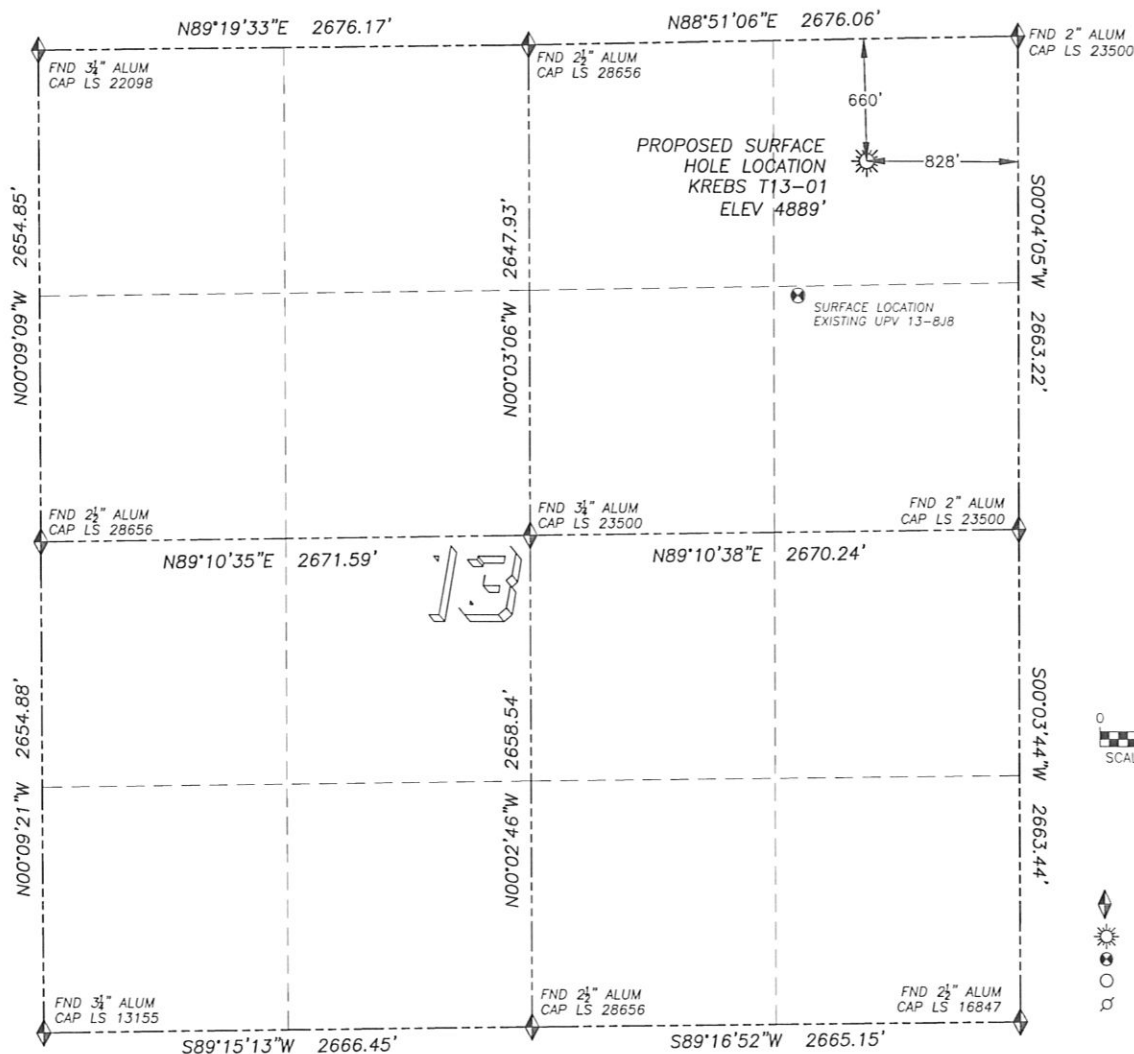 N89°19'33"E 2676.17'
N88°51'06"E 2676.06'
FND 3¼" ALUM
CAP LS 22098
FND 2½" ALUM
CAP LS 28656
FND 2" ALUM
CAP LS 23500
660'
828'
PROPOSED SURFACE
HOLE LOCATION
KREBS T13-01
ELEV 4889'
N00°09'09"W 2654.85'
N00°03'06"W 2647.93'
S00°04'05"W 2663.22'
SURFACE LOCATION
EXISTING UPV 13-8J8
FND 2½" ALUM
CAP LS 28656
FND 3¼" ALUM
CAP LS 23500
FND 2" ALUM
CAP LS 23500
N89°10'35"E 2671.59'
N89°10'38"E 2670.24'
13
N00°09'21"W 2654.88'
N00°02'46"W 2658.54'
S00°03'44"W 2663.44'
0
SCAL
FND 3¼" ALUM
CAP LS 13155
FND 2½" ALUM
CAP LS 28656
FND 2½" ALUM
CAP LS 16847
S89°15'13"W 2666.45'
S89°16'52"W 2665.15'